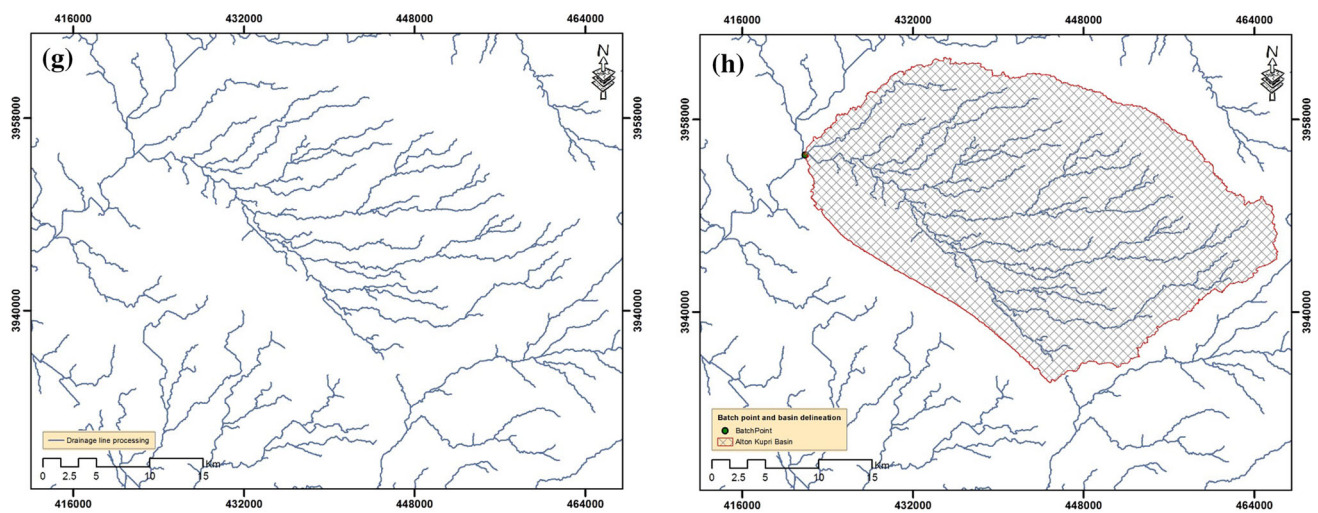 416000 432000 448000 464000
(g)
N
3958000 3958000
3940000 3940000
Drainage line processing
Km
0 2.5 5 10 15
416000 432000 448000 464000
416000 432000 448000 464000
(h)
N
3958000 3958000
3940000 3940000
Batch point and basin delineation
BatchPoint
Alton Kupri Basin
Km
0 2.5 5 10 15
416000 432000 448000 464000